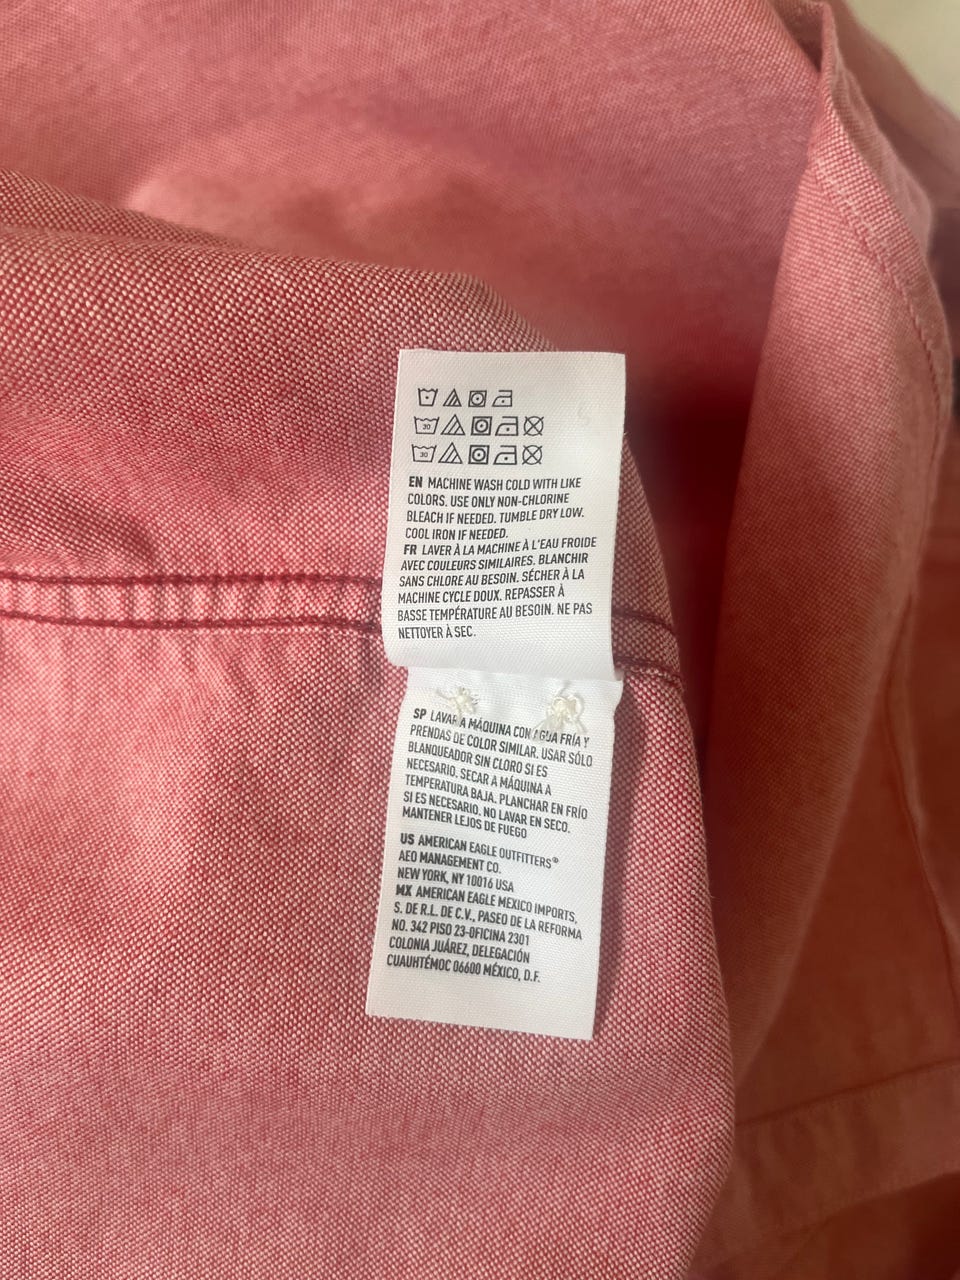 30
30
EN MACHINE WASH COLD WITH LIKE
COLORS. USE ONLY NON-CHLORINE
BLEACH IF NEEDED. TUMBLE DRY LOW.
COOL IRON IF NEEDED.
FR LAVER À LA MACHINE À L'EAU FROIDE
AVEC COULEURS SIMILAIRES. BLANCHIR
SANS CHLORE AU BESOIN. SÉCHER À LA
MACHINE CYCLE DOUX. REPASSER À
BASSE TEMPÉRATURE AU BESOIN. NE PAS
NETTOYER À SEC.
SP LAVAR A MÁQUINA CON AGUA FRÍA Y
PRENDAS DE COLOR SIMILAR. USAR SÓLO
BLANQUEADOR SIN CLORO SI ES
NECESARIO. SECAR A MÁQUINA A
TEMPERATURA BAJA. PLANCHAR EN FRÍO
SI ES NECESARIO. NO LAVAR EN SECO.
MANTENER LEJOS DE FUEGO
US AMERICAN EAGLE OUTFITTERS®
AEO MANAGEMENT CO.
NEW YORK, NY 10016 USA
MX AMERICAN EAGLE MEXICO IMPORTS,
S. DE R.L. DE C.V., PASEO DE LA REFORMA
NO. 342 PISO 23-OFICINA 2301
COLONIA JUÁREZ, DELEGACIÓN
CUAUHTÉMOC 06600 MÉXICO, D.F.